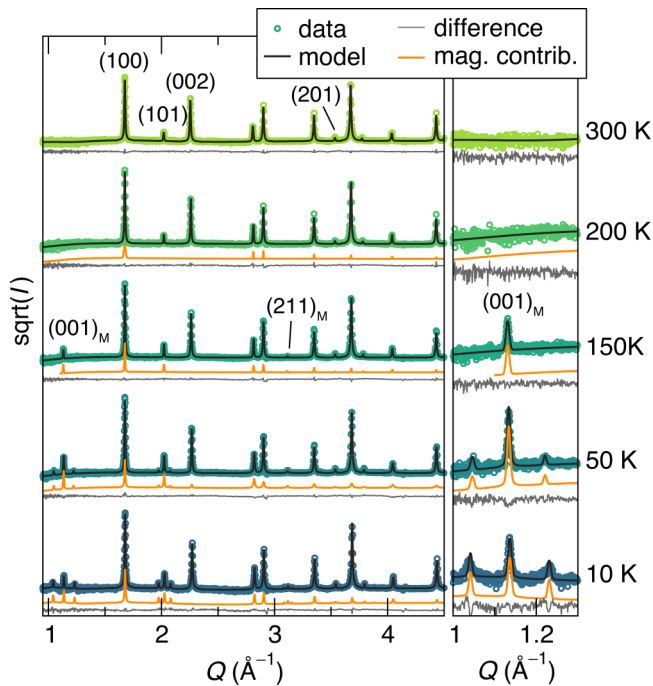 data
model
difference
mag. contrib.
(100)
(101)
(002)
(201)
300 K
200 K
(001)M
(211)M
(001)M
150K
50 K
10 K
sqrt(I)
1 2 3 4
1 1.2
Q (Å⁻¹)
Q (Å⁻¹)